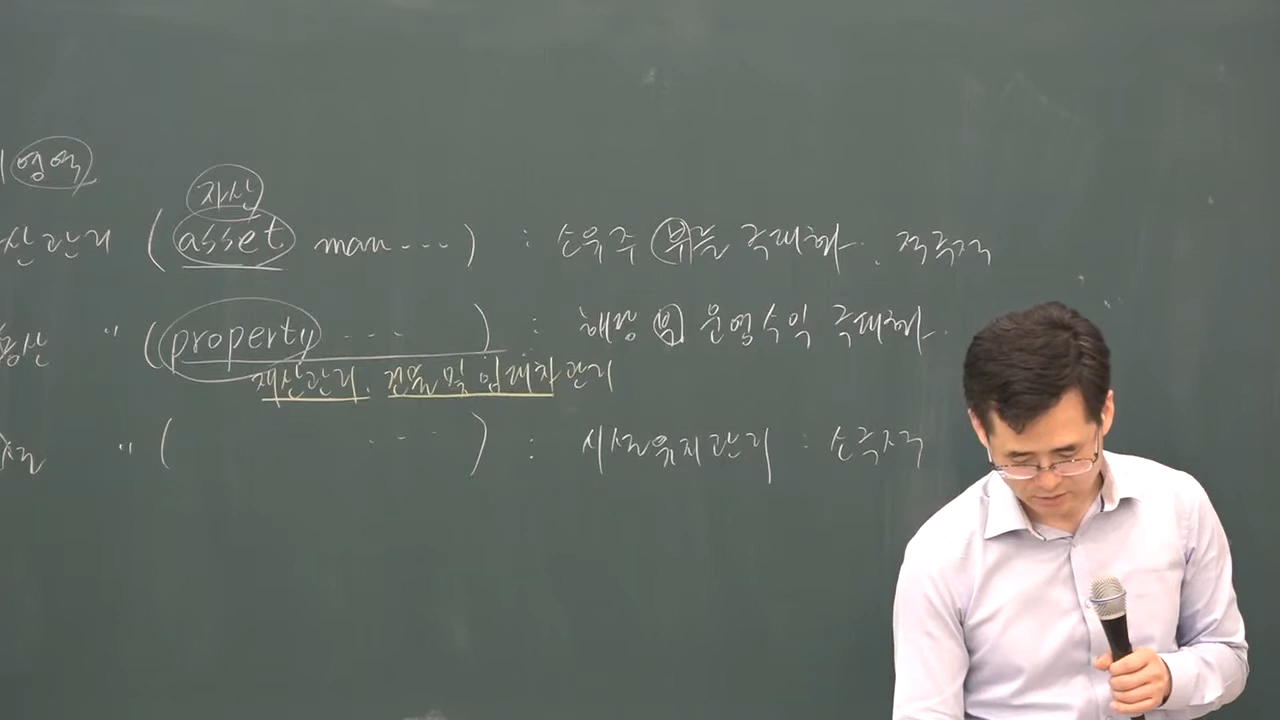 영역
자산
산관리 (asset man ---) : 소유주 부를 극대화. 적극적
동산 " (property ---) : 해당 부 운영수익 극대화.
재산관리, 건물 및 임대차관리
설 " ( ---) : 시설유지관리 : 소극적